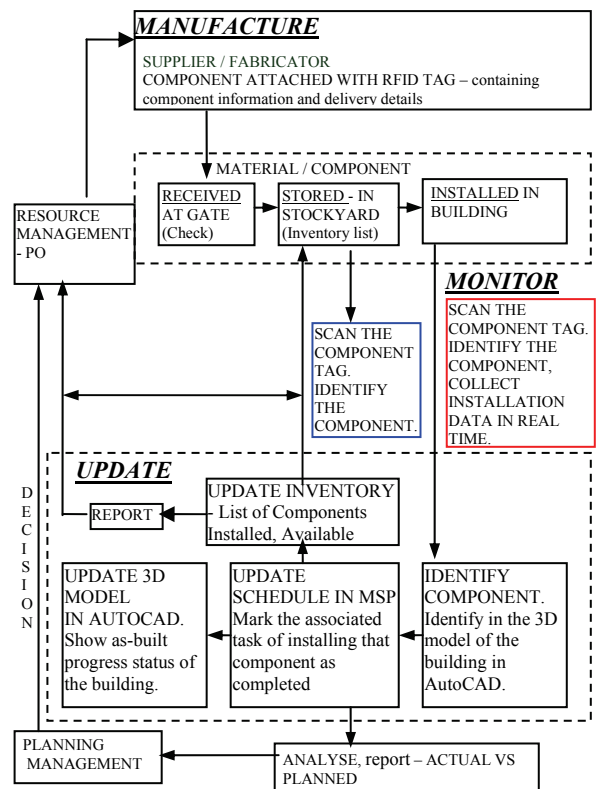 MANUFACTURE
SUPPLIER / FABRICATOR
COMPONENT ATTACHED WITH RFID TAG – containing
component information and delivery details
MATERIAL / COMPONENT
RECEIVED
AT GATE
(Check)
STORED - IN
STOCKYARD
(Inventory list)
INSTALLED IN
BUILDING
RESOURCE
MANAGEMENT
- PO
MONITOR
SCAN THE
COMPONENT
TAG.
IDENTIFY
THE
COMPONENT.
SCAN THE
COMPONENT TAG.
IDENTIFY THE
COMPONENT,
COLLECT
INSTALLATION
DATA IN REAL
TIME.
UPDATE
DECISION
REPORT
UPDATE INVENTORY
- List of Components
Installed, Available
UPDATE 3D
MODEL
IN AUTOCAD.
Show as-built
progress status of
the building.
UPDATE
SCHEDULE IN MSP
Mark the associated
task of installing that
component as
completed
IDENTIFY
COMPONENT.
Identify in the 3D
model of the
building in
AutoCAD.
PLANNING
MANAGEMENT
ANALYSE, report – ACTUAL VS
PLANNED